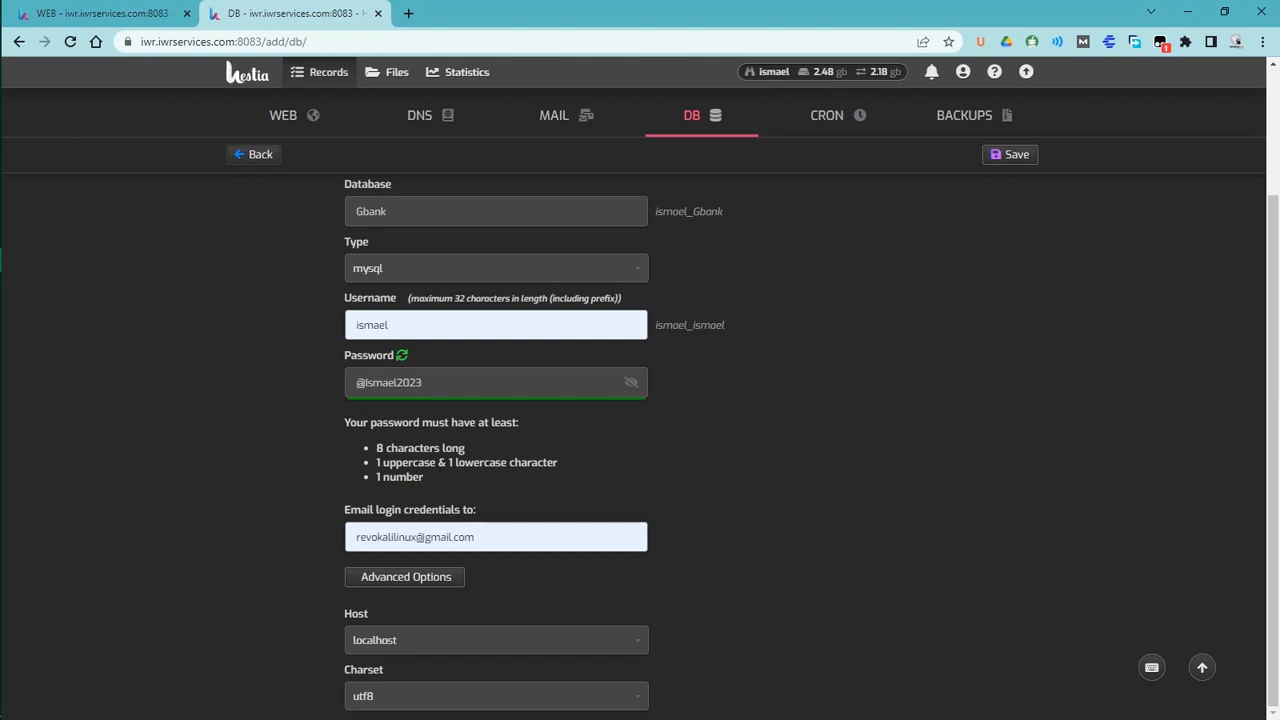 WEB - iwr.iwrservices.com:8083 -
DB - iwr.iwrservices.com:8083 - H
iwr.iwrservices.com:8083/add/db/
1
hestia Records Files Statistics ismael 2.48 gb 2.18 gb
WEB DNS MAIL DB CRON BACKUPS
Back Save
Database
Gbank ismael_Gbank
Type
mysql
Username (maximum 32 characters in length (including prefix))
ismael ismael_ismael
Password
@Ismael2023
Your password must have at least:
• 8 characters long
• 1 uppercase & 1 lowercase character
• 1 number
Email login credentials to:
revokalilinux@gmail.com
Advanced Options
Host
localhost
Charset
utf8